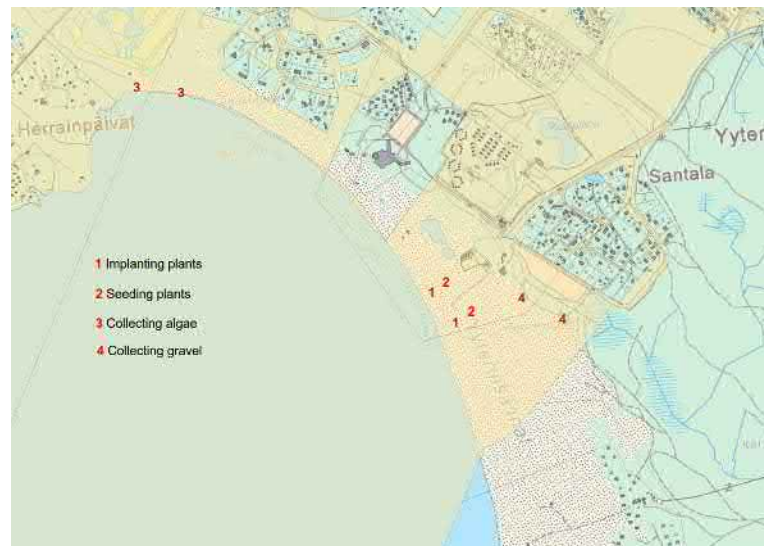 3
3
Herrainpäivät
Yyter
Santala
1 Implanting plants
2 Seeding plants
3 Collecting algae
4 Collecting gravel
2
1
4
2
1
4